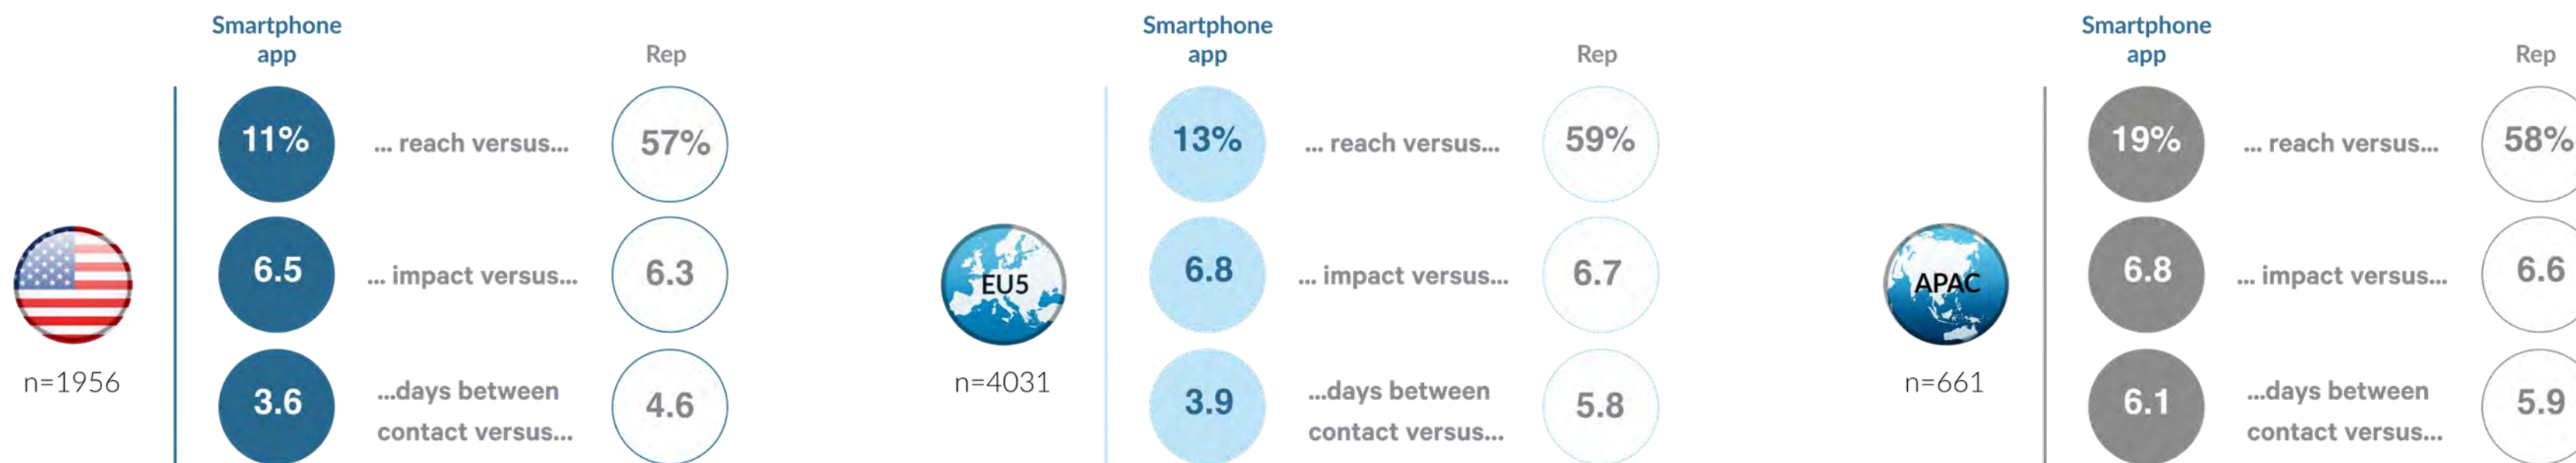 Smartphone
app
Rep
11%
... reach versus...
57%
6.5
... impact versus...
6.3
n=1956
3.6
...days between
contact versus...
4.6
Smartphone
app
Rep
13%
... reach versus...
59%
EU5
6.8
... impact versus...
6.7
n=4031
3.9
...days between
contact versus...
5.8
Smartphone
app
Rep
19%
... reach versus...
58%
APAC
6.8
... impact versus...
6.6
n=661
6.1
...days between
contact versus...
5.9